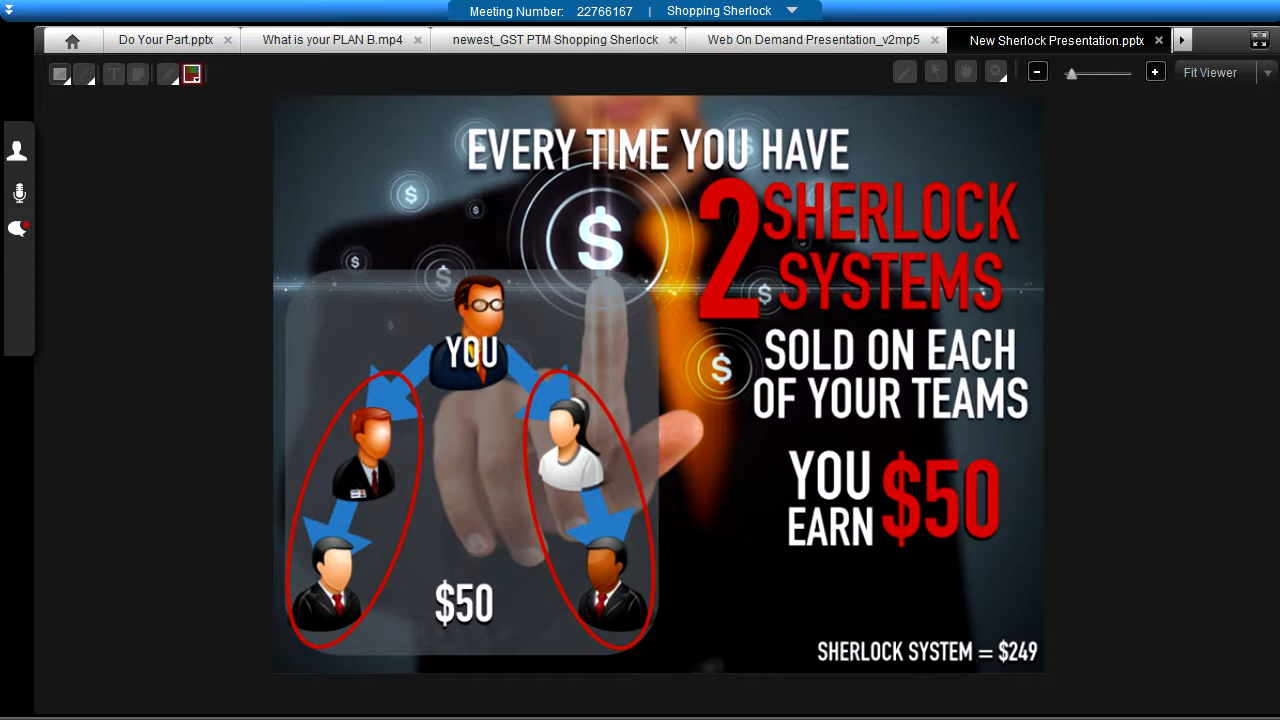 Meeting Number: 22766167 | Shopping Sherlock
Do Your Part.pptx
What is your PLAN B.mp4
newest_GST PTM Shopping Sherlock
Web On Demand Presentation_v2mp5
New Sherlock Presentation.pptx
T
Fit Viewer
EVERY TIME YOU HAVE
2 SHERLOCK
SYSTEMS
SOLD ON EACH
OF YOUR TEAMS
YOU
EARN $50
YOU
$50
SHERLOCK SYSTEM = $249